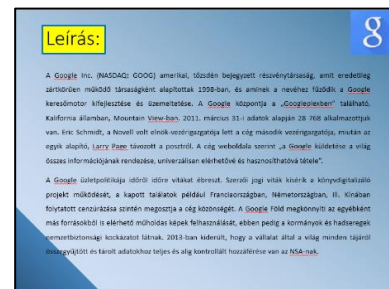 Leírás:
g
A Google Inc. (NASDAQ: GOOG) amerikai, tőzsdén bejegyzett részvénytársaság, amit eredetileg
zártkörűen működő társaságként alapítottak 1998-ban, és aminek a nevéhez fűződik a Google
keresőmotor kifejlesztése és üzemeltetése. A Google központja a „Googleplexben” található,
Kalifornia államban, Mountain View-ban. 2011. március 31-i adatok alapján 28 768 alkalmazottjuk
van. Eric Schmidt, a Novell volt elnök-vezérigazgatója lett a cég második vezérigazgatója, miután az
egyik alapító, Larry Page távozott a posztról. A cég weboldala szerint „a Google küldetése a világ
összes információjának rendezése, univerzálisan elérhetővé és hasznosíthatóvá tétele”.
A Google üzletpolitikája időről időre vitákat ébreszt. Szerzői jogi viták kísérik a könyvdigitalizáló
projekt működését, a kapott találatok például Franciaországban, Németországban, ill. Kínában
folytatott cenzúrázása szintén megosztja a cég közönségét. A Google Föld megkönnyíti az egyébként
más forrásokból is elérhető műholdas képek felhasználását, ebben pedig a kormányok és hadseregek
nemzetbiztonsági kockázatot látnak. 2013-ban kiderült, hogy a vállalat által a világ minden tájáról
összegyűjtött és tárolt adatokhoz teljes és alig kontrollált hozzáférése van az NSA-nak.